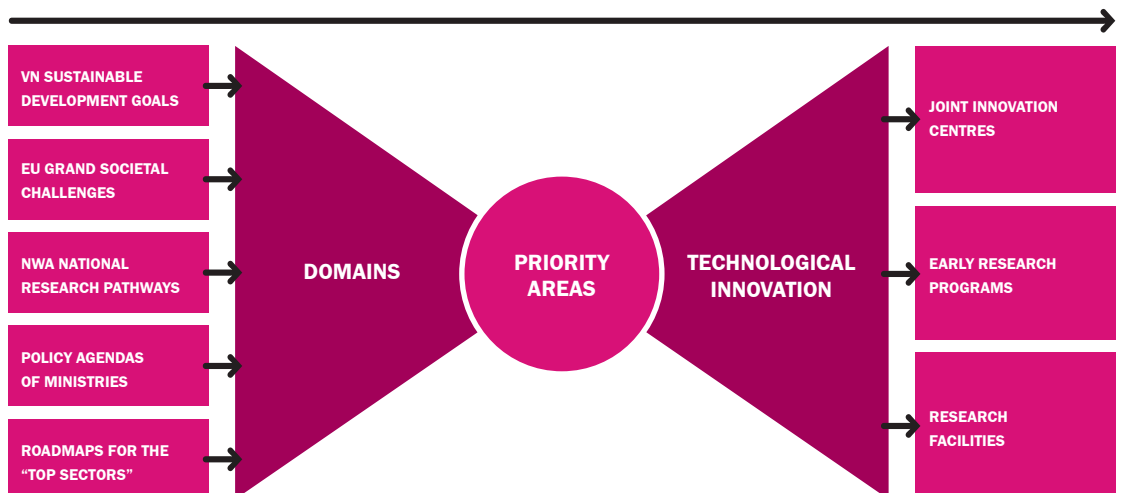 VN SUSTAINABLE
DEVELOPMENT GOALS
EU GRAND SOCIETAL
CHALLENGES
NWA NATIONAL
RESEARCH PATHWAYS
POLICY AGENDAS
OF MINISTRIES
ROADMAPS FOR THE
“TOP SECTORS”
DOMAINS
PRIORITY
AREAS
TECHNOLOGICAL
INNOVATION
JOINT INNOVATION
CENTRES
EARLY RESEARCH
PROGRAMS
RESEARCH
FACILITIES